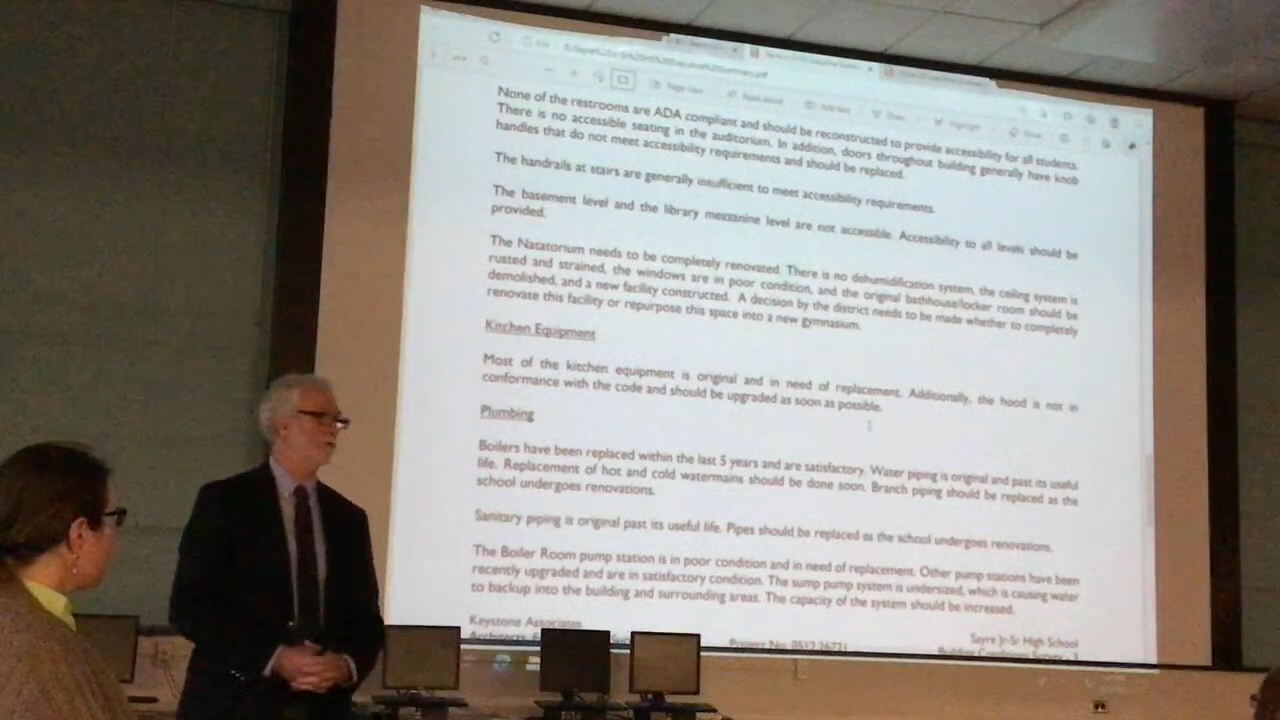 None of the restrooms are ADA compliant and should be reconstructed to provide accessibility for all students.
There is no accessible seating in the auditorium. In addition, doors throughout building generally have knob
handles that do not meet accessibility requirements and should be replaced.
The handrails at stairs are generally insufficient to meet accessibility requirements.
The basement level and the library mezzanine level are not accessible. Accessibility to all levels should be
provided.
The Natatorium needs to be completely renovated. There is no dehumidification system, the ceiling system is
rusted and strained, the windows are in poor condition, and the original bathhouse/locker room should be
demolished, and a new facility constructed. A decision by the district needs to be made whether to completely
renovate this facility or repurpose this space into a new gymnasium.
Kitchen Equipment
Most of the kitchen equipment is original and in need of replacement. Additionally, the hood is not in
conformance with the code and should be upgraded as soon as possible.
Plumbing
Boilers have been replaced within the last 5 years and are satisfactory. Water piping is original and past its useful
life. Replacement of hot and cold watermains should be done soon. Branch piping should be replaced as the
school undergoes renovations.
Sanitary piping is original past its useful life. Pipes should be replaced as the school undergoes renovations.
The Boiler Room pump station is in poor condition and in need of replacement. Other pump stations have been
recently upgraded and are in satisfactory condition. The sump pump system is undersized, which is causing water
to backup into the building and surrounding areas. The capacity of the system should be increased.
Keystone Associates
Sayre Jr-Sr High School
Architects,
Project No.